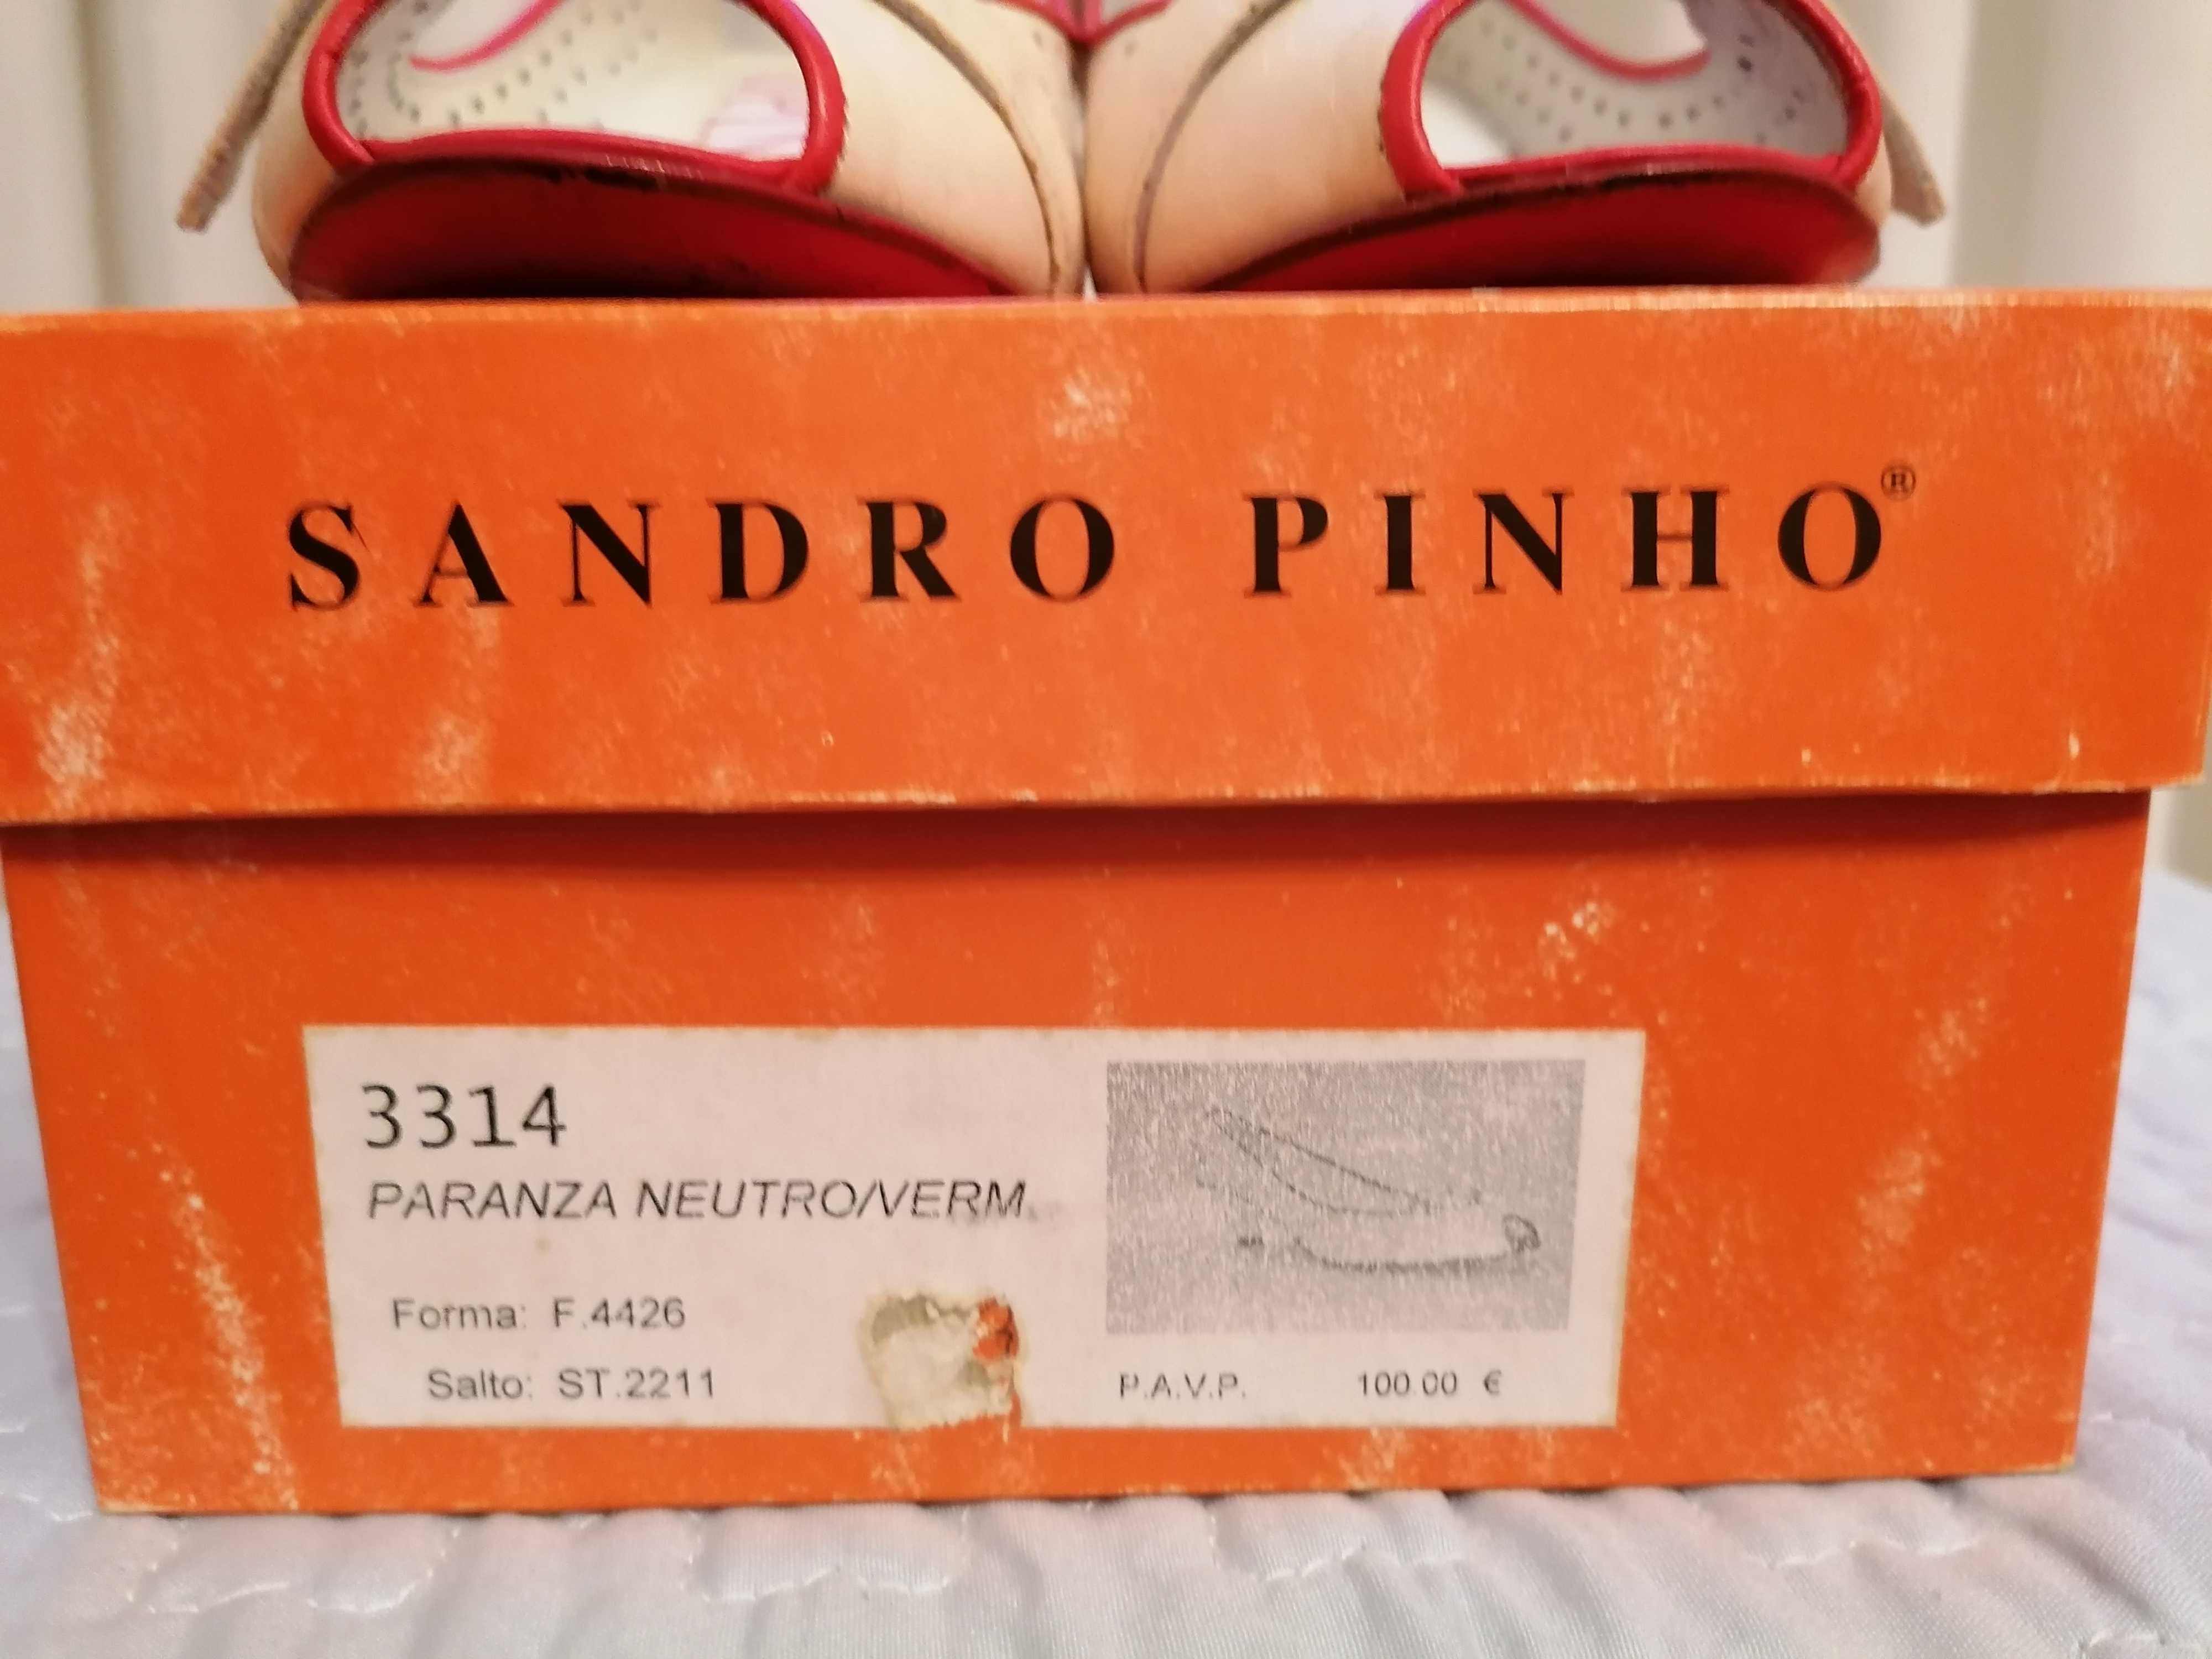 SANDRO PINHO®
3314
PARANZA NEUTRO/VERM.
Forma: F.4426
Salto: ST.2211
P.A.V.P. 100.00 €